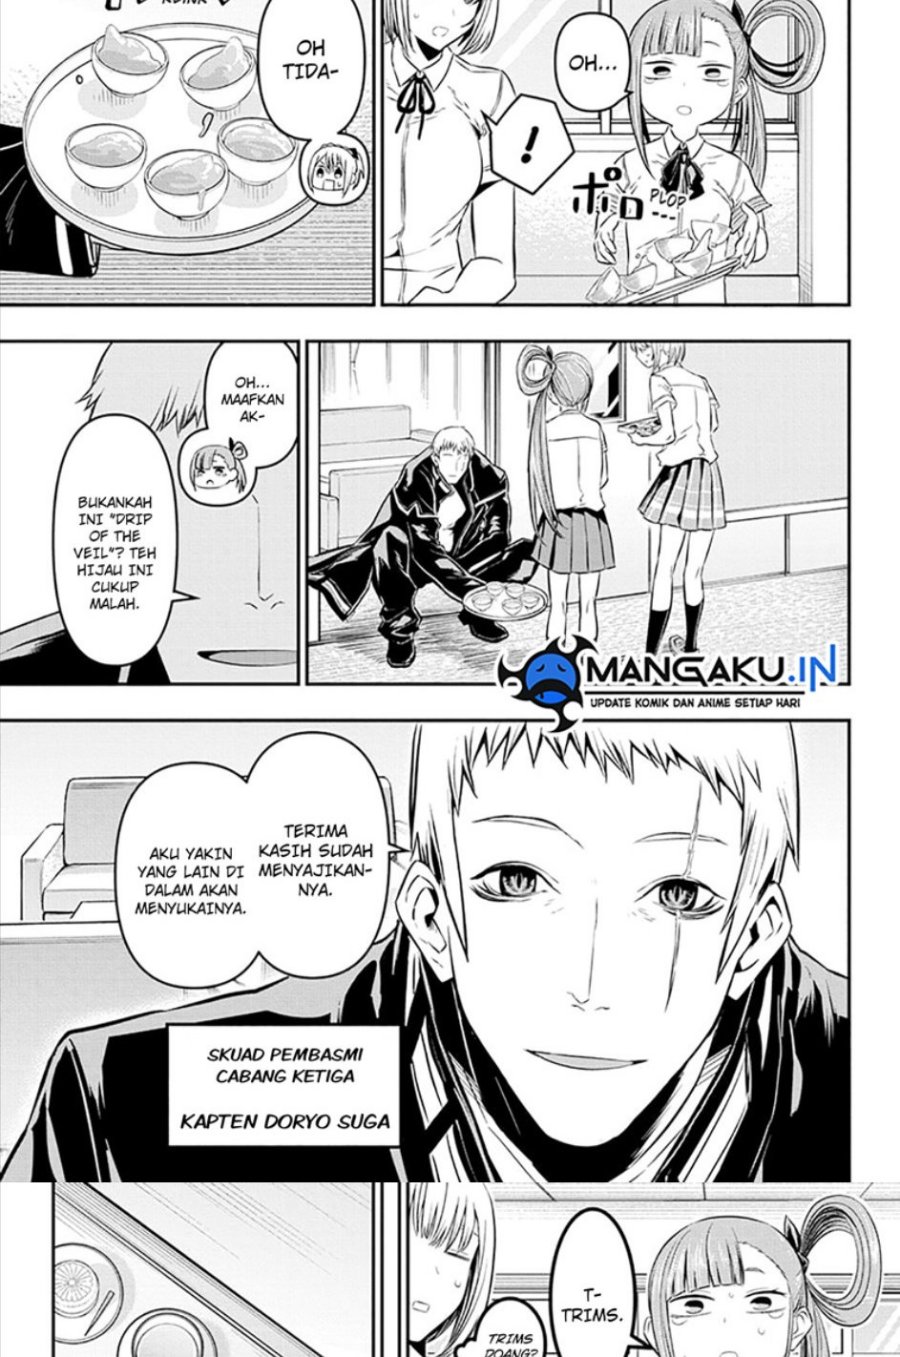 OH...
!
ポロ...
PLOP
OH
TIDA-
KLINK
OH...
MAAFKAN
AK-
BUKANKAH
INI "DRIP
OF THE
VEIL"? TEH
HIJAU INI
CUKUP
MALAH.
MANGAKU.IN
UPDATE KOMIK DAN ANIME SETIAP HARI
TERIMA
KASIH SUDAH
MENYAJIKAN-
NYA.
AKU YAKIN
YANG LAIN DI
DALAM AKAN
MENYUKAINYA.
SKUAD PEMBASMI
CABANG KETIGA
KAPTEN DORYO SUGA
T-
TRIMS.
TRIMS
DOANG?